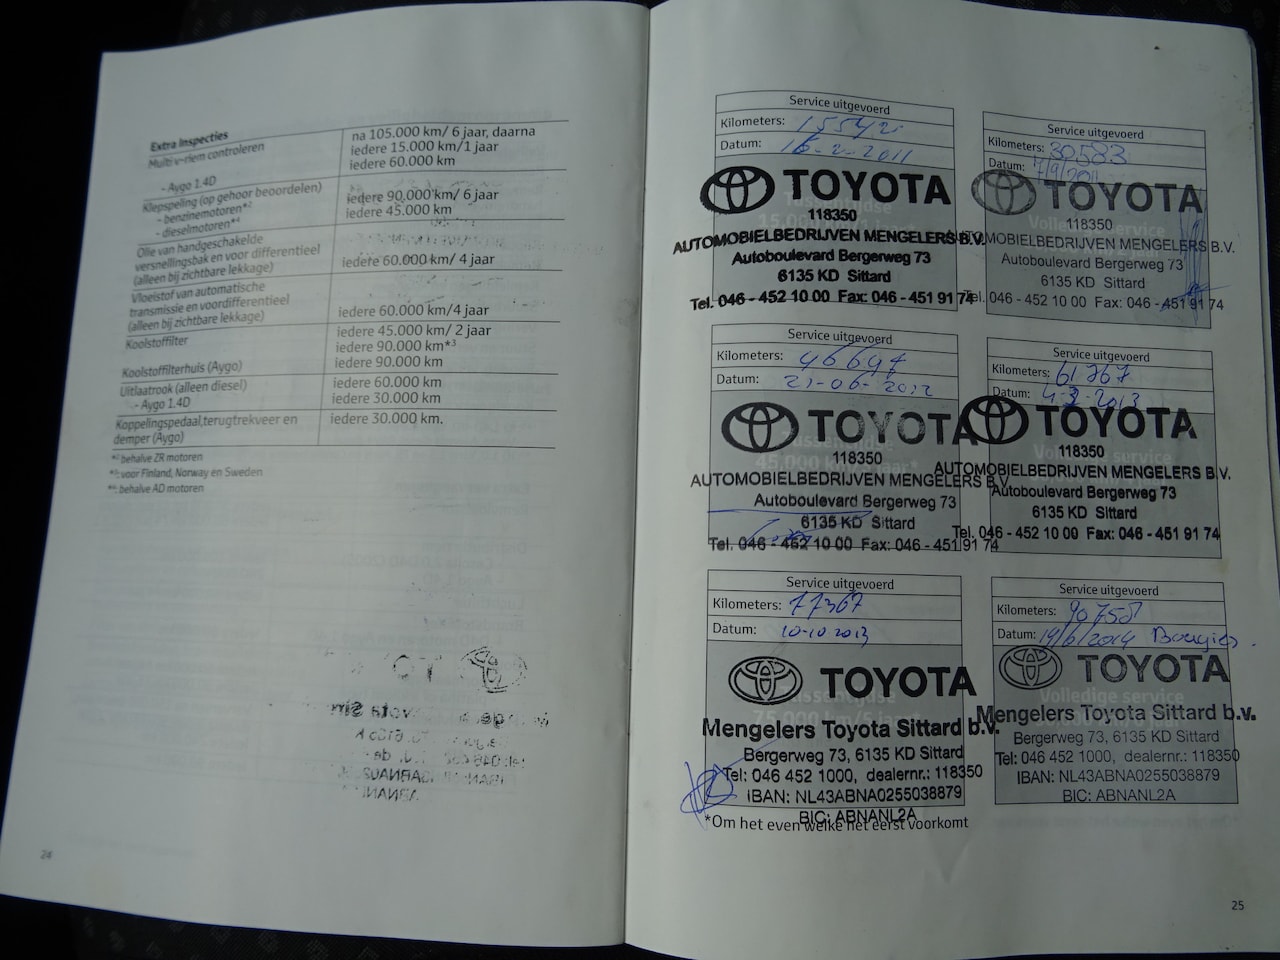 Extra Inspecties
Multi v-riem controleren
na 105.000 km/ 6 jaar, daarna
iedere 15.000 km/1 jaar
- Aygo 1.4D
iedere 60.000 km
Klepspeling (op gehoor beoordelen)
- benzinemotoren*²
iedere 90.000 km/ 6 jaar
- dieselmotoren*⁴
iedere 45.000 km
Olie van handgeschakelde
versnellingsbak en voor differentieel
(alleen bij zichtbare lekkage)
iedere 60.000 km/ 4 jaar
Vloeistof van automatische
transmissie en voordifferentieel
(alleen bij zichtbare lekkage)
iedere 60.000 km/4 jaar
Koolstoffilter
iedere 45.000 km/ 2 jaar
iedere 90.000 km*³
Koolstoffilterhuis (Aygo)
iedere 90.000 km
Uitlaatrook (alleen diesel)
iedere 60.000 km
- Aygo 1.4D
iedere 30.000 km
Koppelingspedaal,terugtrekveer en
demper (Aygo)
iedere 30.000 km.
*² behalve ZR motoren
*³: voor Finland, Norway en Sweden
*⁴: behalve AD motoren
24
Service uitgevoerd
Kilometers: 15542
Datum: 16-2-2011
TOYOTA
118350
AUTOMOBIELBEDRIJVEN MENGELERS B.V.
Autoboulevard Bergerweg 73
6135 KD Sittard
Tel. 046 - 452 10 00 Fax: 046 - 451 91 74
Service uitgevoerd
Kilometers: 30583
Datum: 7/9/2011
TOYOTA
Volledige service
118350
AUTOMOBIELBEDRIJVEN MENGELERS B.V.
Autoboulevard Bergerweg 73
6135 KD Sittard
Tel. 046 - 452 10 00 Fax: 046 - 451 91 74
Service uitgevoerd
Kilometers: 46647
Datum: 21-06-2012
TOYOTA
118350
AUTOMOBIELBEDRIJVEN MENGELERS B.V.
Autoboulevard Bergerweg 73
6135 KD Sittard
Tel. 046 - 452 10 00 Fax: 046 - 451 91 74
Service uitgevoerd
Kilometers: 61767
Datum: 4-3-2013
TOYOTA
118350
AUTOMOBIELBEDRIJVEN MENGELERS B.V.
Autoboulevard Bergerweg 73
6135 KD Sittard
Tel. 046 - 452 10 00 Fax: 046 - 451 91 74
Service uitgevoerd
Kilometers: 77367
Datum: 10-10 2013
TOYOTA
Mengelers Toyota Sittard b.v.
Bergerweg 73, 6135 KD Sittard
Tel: 046 452 1000, dealernr.: 118350
IBAN: NL43ABNA0255038879
BIC: ABNANL2A
Service uitgevoerd
Kilometers: 90758
Datum: 19/6/2014 Bougies.
TOYOTA
Volledige service
Mengelers Toyota Sittard b.v.
Bergerweg 73, 6135 KD Sittard
Tel: 046 452 1000, dealernr.: 118350
IBAN: NL43ABNA0255038879
BIC: ABNANL2A
*Om het even welke het eerst voorkomt
25